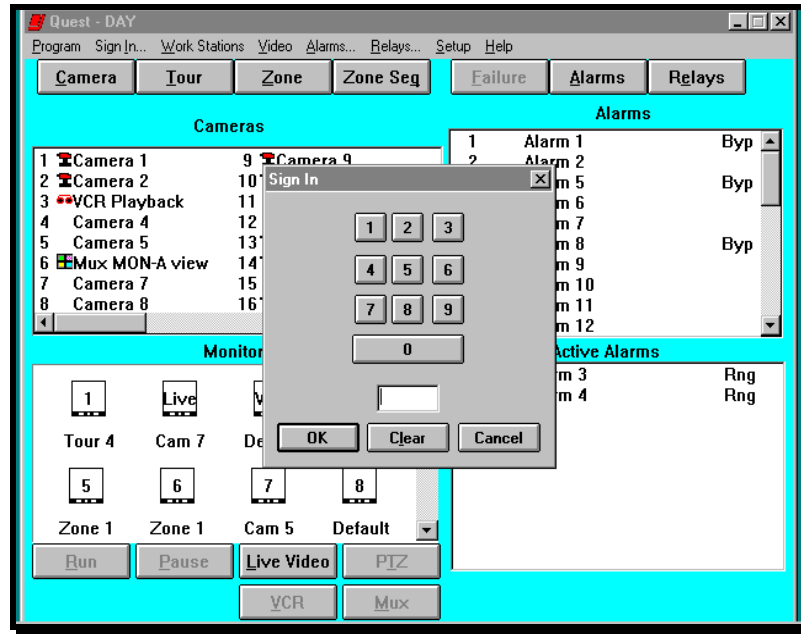 Quest - DAY
Program Sign In... Work Stations Video Alarms... Relays... Setup Help
Camera Tour Zone Zone Seq Failure Alarms Relays
Cameras
1 Camera 1
2 Camera 2
3 VCR Playback
4 Camera 4
5 Camera 5
6 Mux MON-A view
7 Camera 7
8 Camera 8
9 Camera 9
10
11
12
13
14
15
16
Alarms
1 Alarm 1 Byp
2 Alarm 2
m 5 Byp
m 6
m 7
m 8 Byp
m 9
m 10
m 11
m 12
Sign In
1 2 3
4 5 6
7 8 9
0
OK Clear Cancel
Monitor
1 Live
Tour 4 Cam 7
5 6 7 8
Zone 1 Zone 1 Cam 5 Default
Active Alarms
m 3 Rng
m 4 Rng
Run Pause Live Video PTZ
VCR Mux